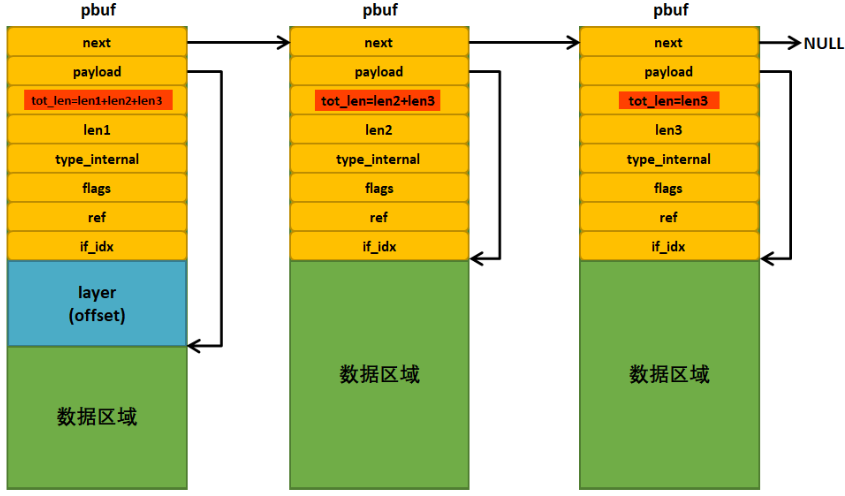 pbuf
next
payload
tot_len=len1+len2+len3
len1
type_internal
flags
ref
if_idx
layer
(offset)
数据区域
pbuf
next
payload
tot_len=len2+len3
len2
type_internal
flags
ref
if_idx
数据区域
pbuf
next
payload
tot_len=len3
len3
type_internal
flags
ref
if_idx
数据区域
NULL